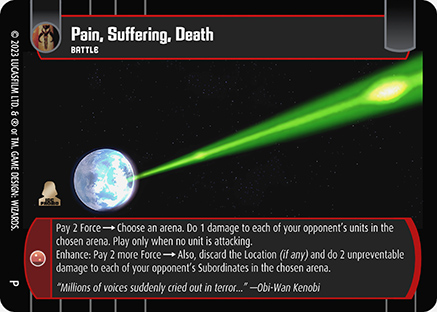 Pain, Suffering, Death
BATTLE
© 2023 LUCASFILM LTD. & ® or TM. GAME DESIGN: WIZARDS.
P
Pay 2 Force → Choose an arena. Do 1 damage to each of your opponent's units in the
chosen arena. Play only when no unit is attacking.
Enhance: Pay 2 more Force → Also, discard the Location (if any) and do 2 unpreventable
damage to each of your opponent's Subordinates in the chosen arena.
"Millions of voices suddenly cried out in terror..." —Obi-Wan Kenobi